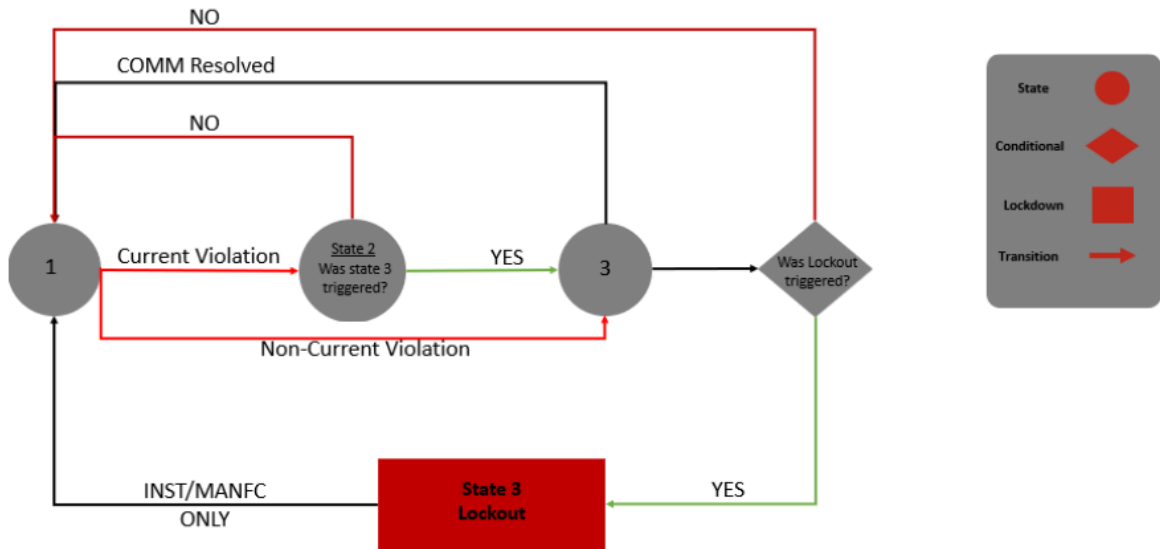 NO
COMM Resolved
NO
1
Current Violation
State 2
Was state 3
triggered?
YES
3
Was Lockout
triggered?
Non-Current Violation
INST/MANFC
ONLY
State 3
Lockout
YES
State
Conditional
Lockdown
Transition